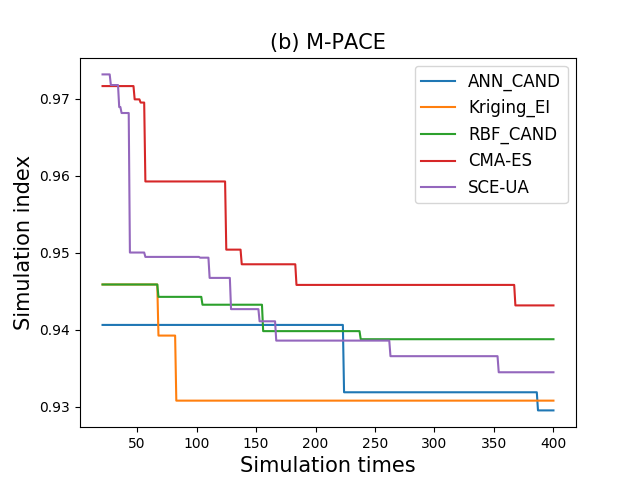 (b) M-PACE
ANN_CAND
Kriging_EI
RBF_CAND
CMA-ES
SCE-UA
Simulation index
0.97
0.96
0.95
0.94
0.93
50 100 150 200 250 300 350 400
Simulation times